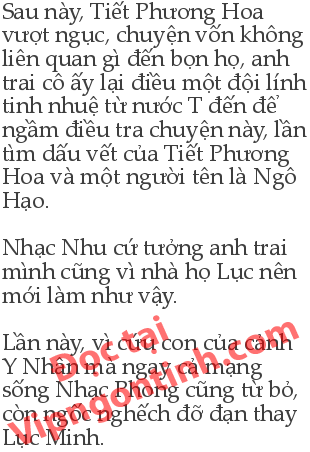 Sau này, Tiết Phương Hoa
vượt ngục, chuyện vốn không
liên quan gì đến bọn họ, anh
trai cô ấy lại điều một đội lính
tinh nhuệ từ nước T đến để
ngầm điều tra chuyện này, lần
tìm dấu vết của Tiết Phương
Hoa và một người tên là Ngô
Hạo.
Nhạc Nhu cứ tưởng anh trai
mình cũng vì nhà họ Lục nên
mới làm như vậy.
Lần này, vì cứu con của cảnh
Y Nhân mà ngay cả mạng
sống Nhạc Phong cũng từ bỏ,
còn ngốc nghếch đỡ đạn thay
Lục Minh.
Đọc tại
Vipngontinh.com